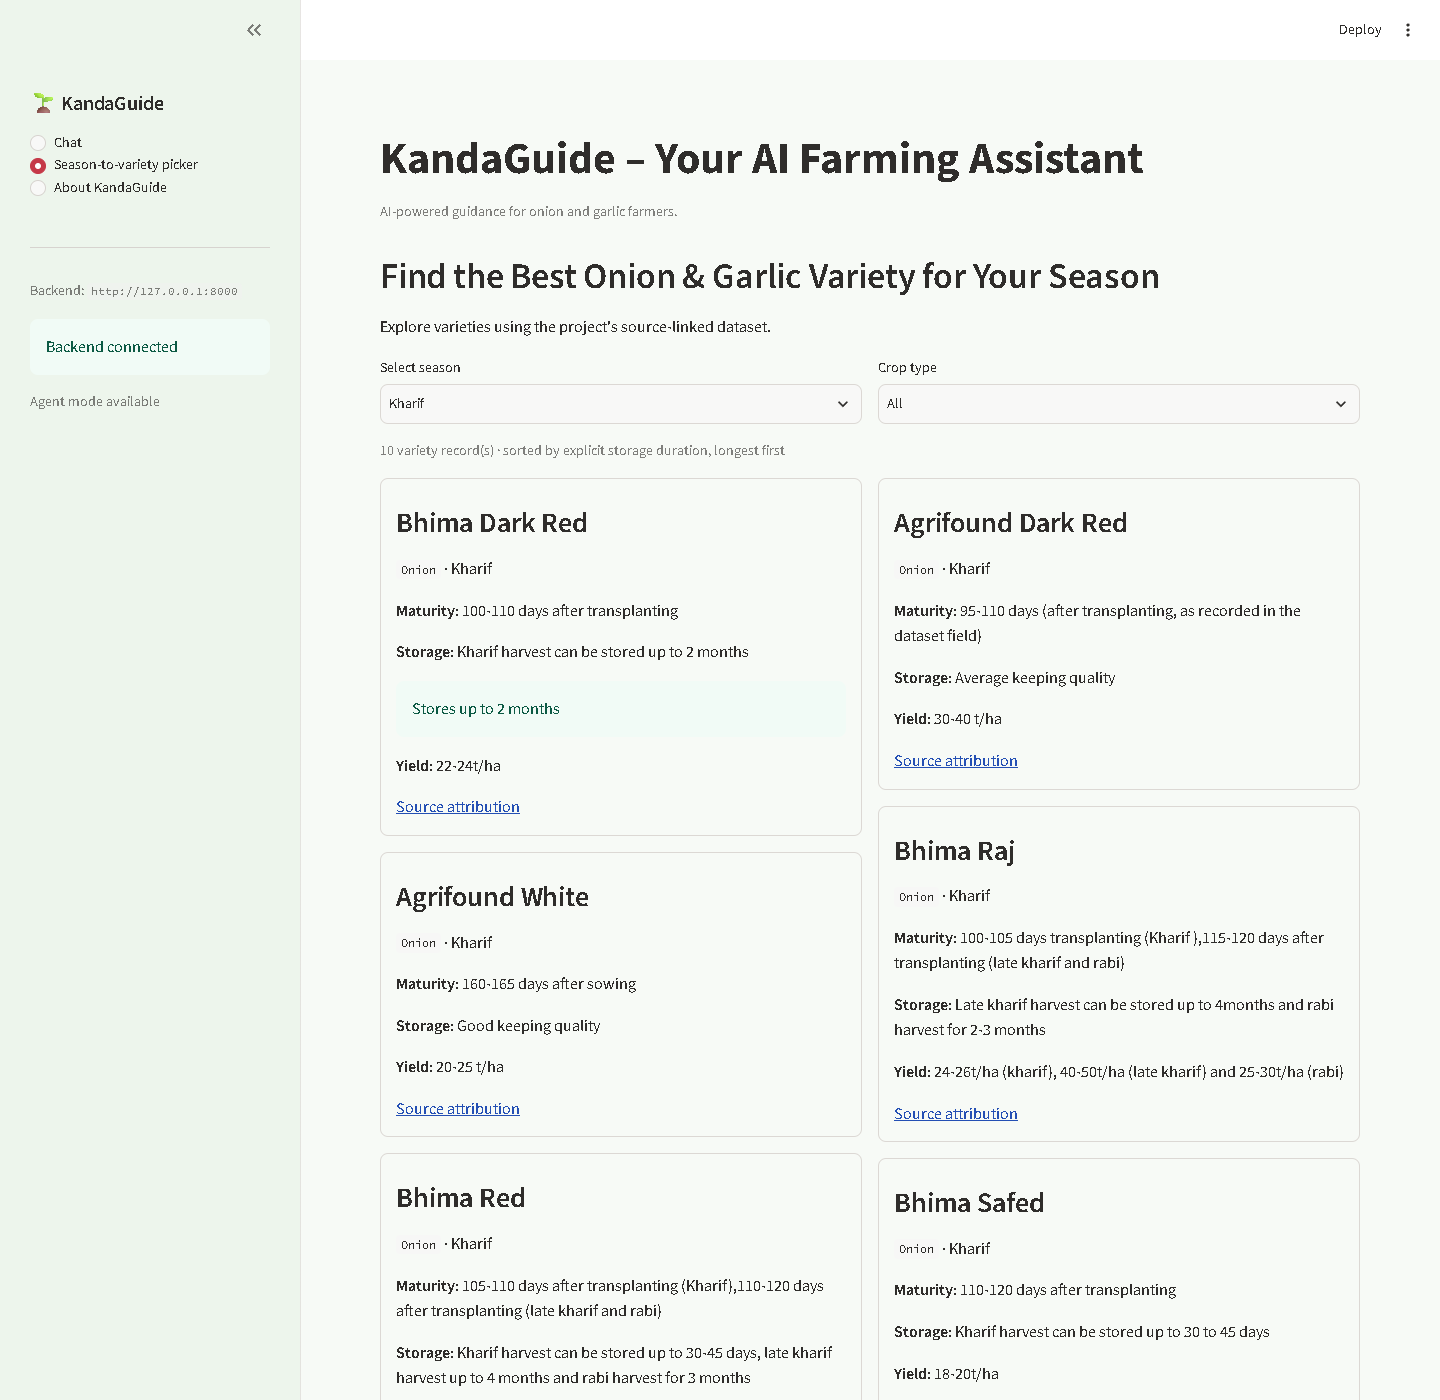 Deploy
KandaGuide
Chat
Season-to-variety picker
About KandaGuide
Backend: http://127.0.0.1:8000
Backend connected
Agent mode available
KandaGuide – Your AI Farming Assistant
AI-powered guidance for onion and garlic farmers.
Find the Best Onion & Garlic Variety for Your Season
Explore varieties using the project's source-linked dataset.
Select season
Kharif
Crop type
All
10 variety record(s) · sorted by explicit storage duration, longest first
Bhima Dark Red
Onion · Kharif
Maturity: 100-110 days after transplanting
Storage: Kharif harvest can be stored up to 2 months
Stores up to 2 months
Yield: 22-24t/ha
Source attribution
Agrifound White
Onion · Kharif
Maturity: 160-165 days after sowing
Storage: Good keeping quality
Yield: 20-25 t/ha
Source attribution
Bhima Red
Onion · Kharif
Maturity: 105-110 days after transplanting (Kharif),110-120 days
after transplanting (late kharif and rabi)
Storage: Kharif harvest can be stored up to 30-45 days, late kharif
harvest up to 4 months and rabi harvest for 3 months
Agrifound Dark Red
Onion · Kharif
Maturity: 95-110 days (after transplanting, as recorded in the
dataset field)
Storage: Average keeping quality
Yield: 30-40 t/ha
Source attribution
Bhima Raj
Onion · Kharif
Maturity: 100-105 days transplanting (Kharif ),115-120 days after
transplanting (late kharif and rabi)
Storage: Late kharif harvest can be stored up to 4months and rabi
harvest for 2-3 months
Yield: 24-26t/ha (kharif), 40-50t/ha (late kharif) and 25-30t/ha (rabi)
Source attribution
Bhima Safed
Onion · Kharif
Maturity: 110-120 days after transplanting
Storage: Kharif harvest can be stored up to 30 to 45 days
Yield: 18-20t/ha